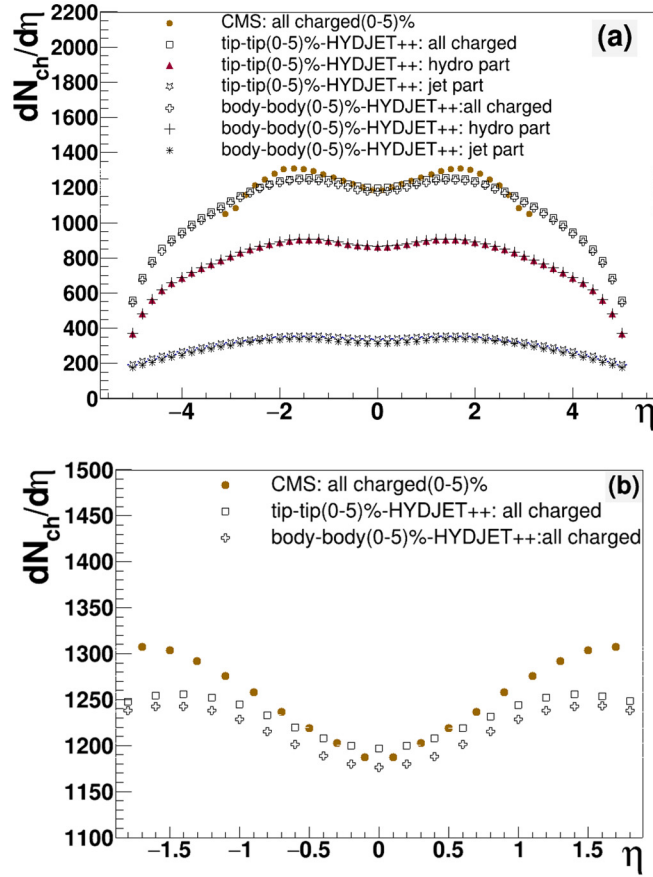 dN_ch/dη
2200
2000
1800
1600
1400
1200
1000
800
600
400
200
0
(a)
CMS: all charged(0-5)%
tip-tip(0-5)%-HYDJET++: all charged
tip-tip(0-5)%-HYDJET++: hydro part
tip-tip(0-5)%-HYDJET++: jet part
body-body(0-5)%-HYDJET++:all charged
body-body(0-5)%-HYDJET++: hydro part
body-body(0-5)%-HYDJET++: jet part
−4 −2 0 2 4 η
dN_ch/dη
1500
1450
1400
1350
1300
1250
1200
1150
1100
(b)
CMS: all charged(0-5)%
tip-tip(0-5)%-HYDJET++: all charged
body-body(0-5)%-HYDJET++:all charged
−1.5 −1 −0.5 0 0.5 1 1.5 η